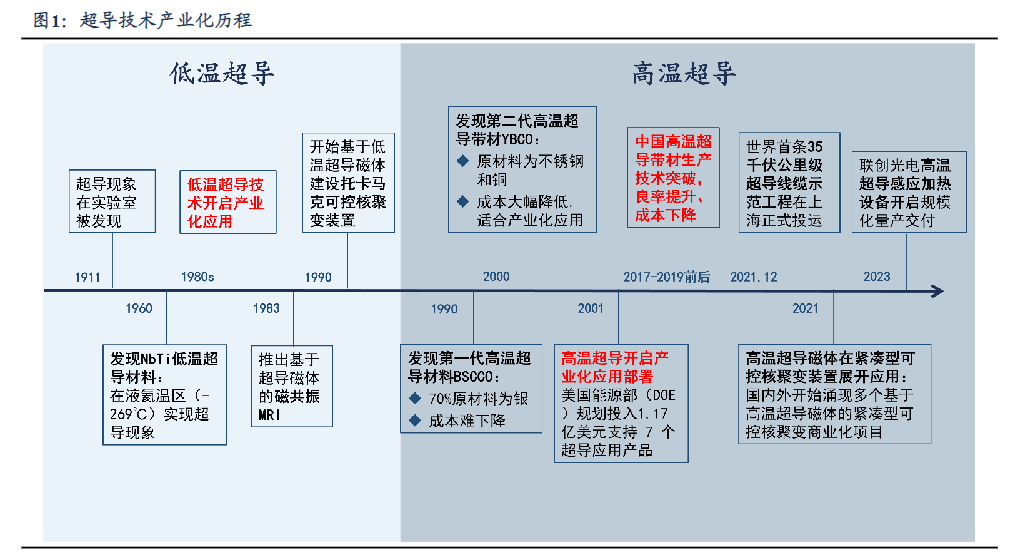 图1: 超导技术产业化历程
低温超导
高温超导
超导现象
在实验室
被发现
低温超导技
术开启产业
化应用
开始基于低
温超导磁体
建设托卡马
克可控核聚
变装置
发现第二代高温超
导带材YBCO：
◆ 原材料为不锈钢
和铜
◆ 成本大幅降低，
适合产业化应用
中国高温超
导带材生产
技术突破，
良率提升、
成本下降
世界首条35
千伏公里级
超导线缆示
范工程在上
海正式投运
联创光电高温
超导感应加热
设备开启规模
化量产交付
1911
1980s
1990
2000
2017-2019前后
2021.12
2023
1960
1983
1990
2001
2021
发现NbTi低温超
导材料：
在液氦温区（-
269℃）实现超
导现象
推出基于
超导磁体
的磁共振
MRI
发现第一代高温超
导材料BSCCO：
◆ 70%原材料为银
◆ 成本难下降
高温超导开启产
业化应用部署
美国能源部（DOE
）规划投入1.17
亿美元支持 7 个
超导应用产品
高温超导磁体在紧凑型可
控核聚变装置展开应用：
国内外开始涌现多个基于
高温超导磁体的紧凑型可
控核聚变商业化项目